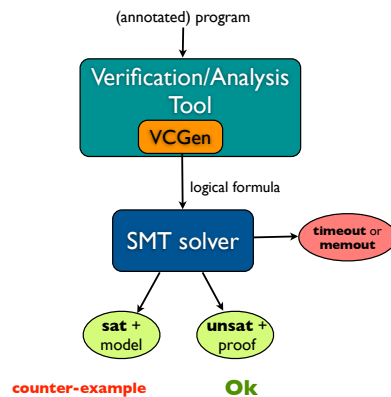 (annotated) program
Verification/Analysis
Tool
VCGen
logical formula
SMT solver
timeout or
memout
sat +
model
unsat +
proof
counter-example
Ok